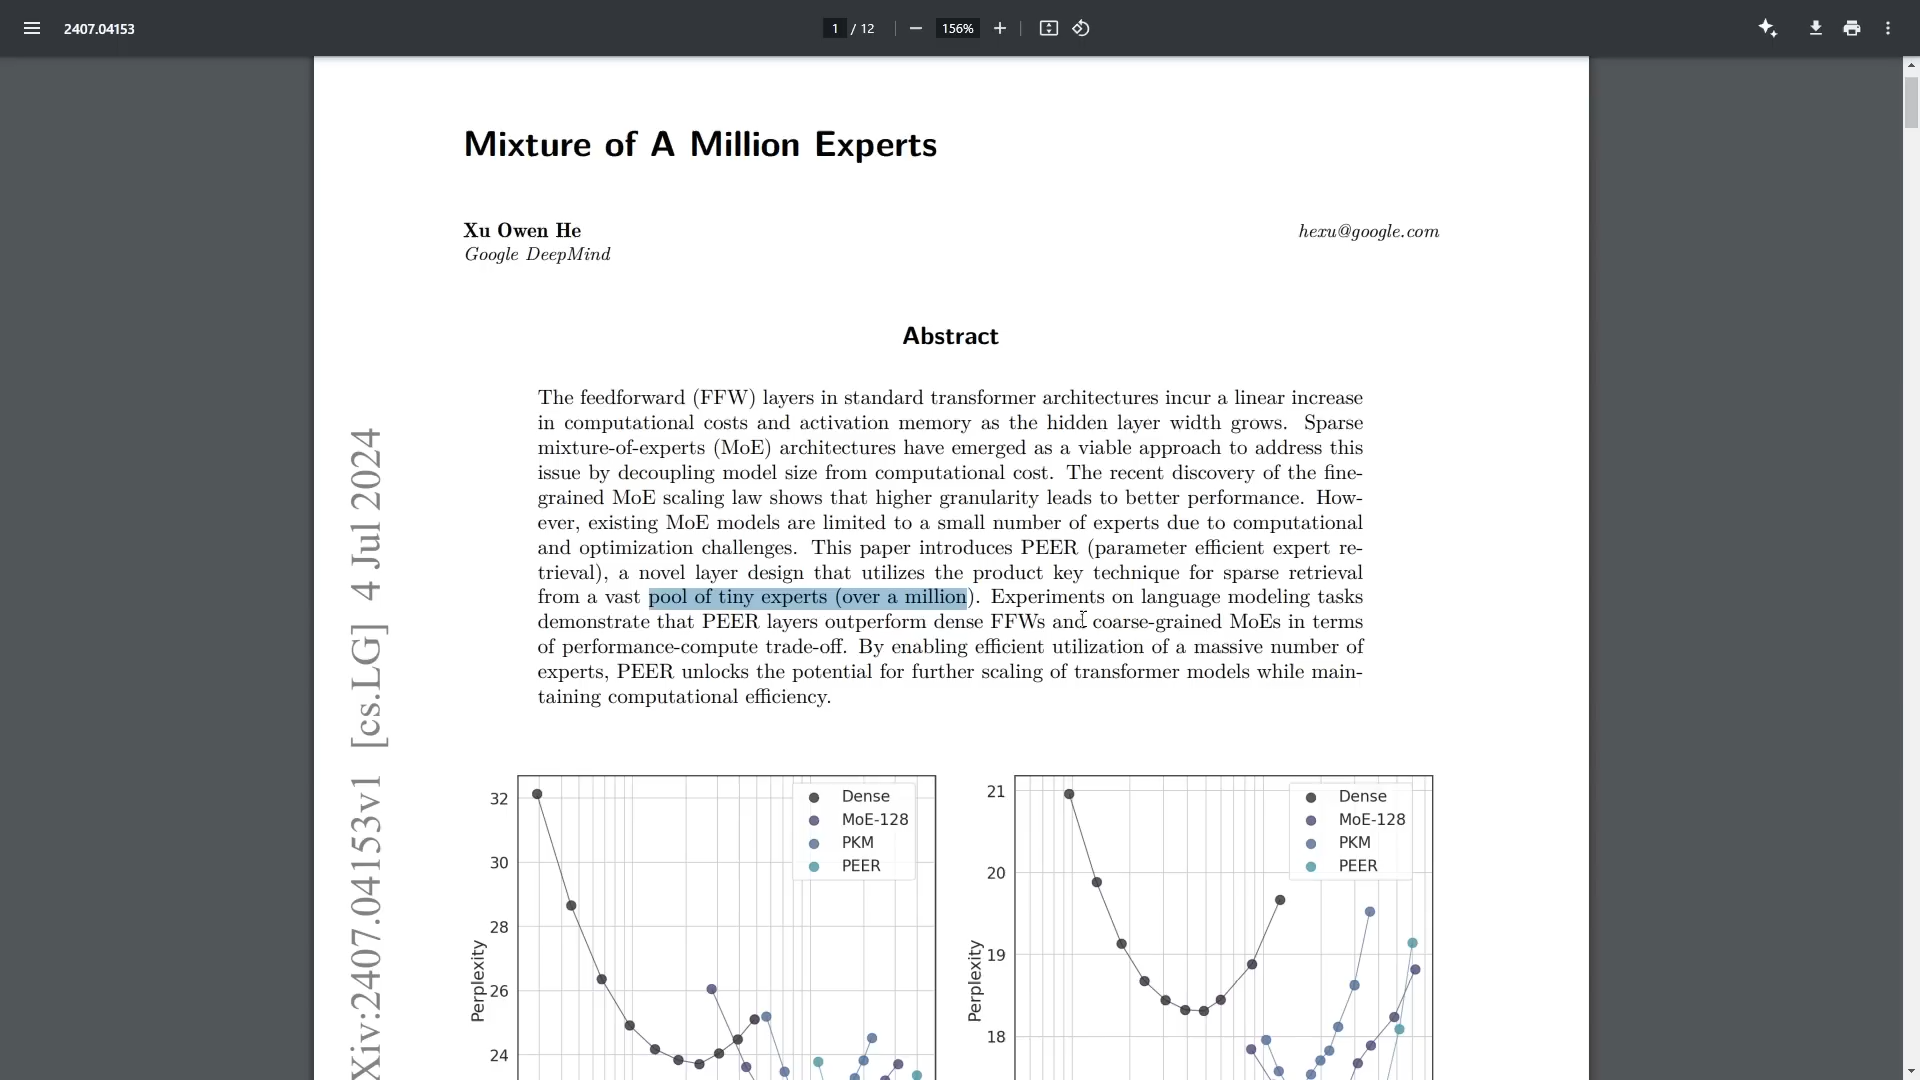 2407.04153
1 / 12
156%
Mixture of A Million Experts
Xu Owen He
hexu@google.com
Google DeepMind
Abstract
The feedforward (FFW) layers in standard transformer architectures incur a linear increase
in computational costs and activation memory as the hidden layer width grows. Sparse
mixture-of-experts (MoE) architectures have emerged as a viable approach to address this
issue by decoupling model size from computational cost. The recent discovery of the fine-
grained MoE scaling law shows that higher granularity leads to better performance. How-
ever, existing MoE models are limited to a small number of experts due to computational
and optimization challenges. This paper introduces PEER (parameter efficient expert re-
trieval), a novel layer design that utilizes the product key technique for sparse retrieval
from a vast pool of tiny experts (over a million). Experiments on language modeling tasks
demonstrate that PEER layers outperform dense FFWs and coarse-grained MoEs in terms
of performance-compute trade-off. By enabling efficient utilization of a massive number of
experts, PEER unlocks the potential for further scaling of transformer models while main-
taining computational efficiency.
Xiv:2407.04153v1 [cs.LG] 4 Jul 2024
32
30
28
26
24
Perplexity
Dense
MoE-128
PKM
PEER
21
20
19
18
Perplexity
Dense
MoE-128
PKM
PEER